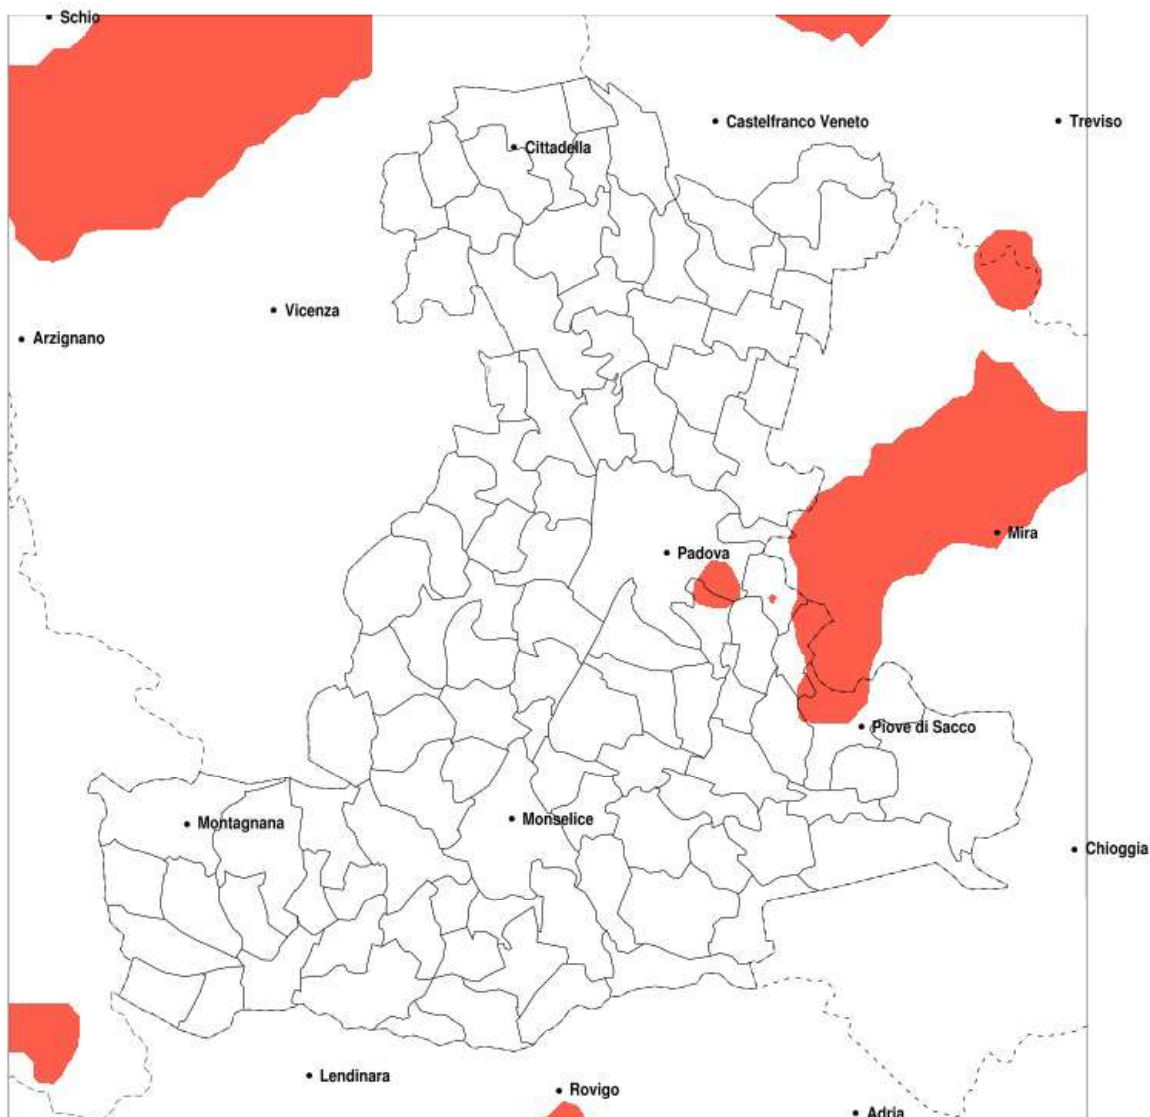 Schio
Castelfranco Veneto
Treviso
Cittadella
Vicenza
Arzignano
Mira
Padova
Piove di Sacco
Monselice
Montagnana
Chioggia
Lendinara
Rovigo
Adria